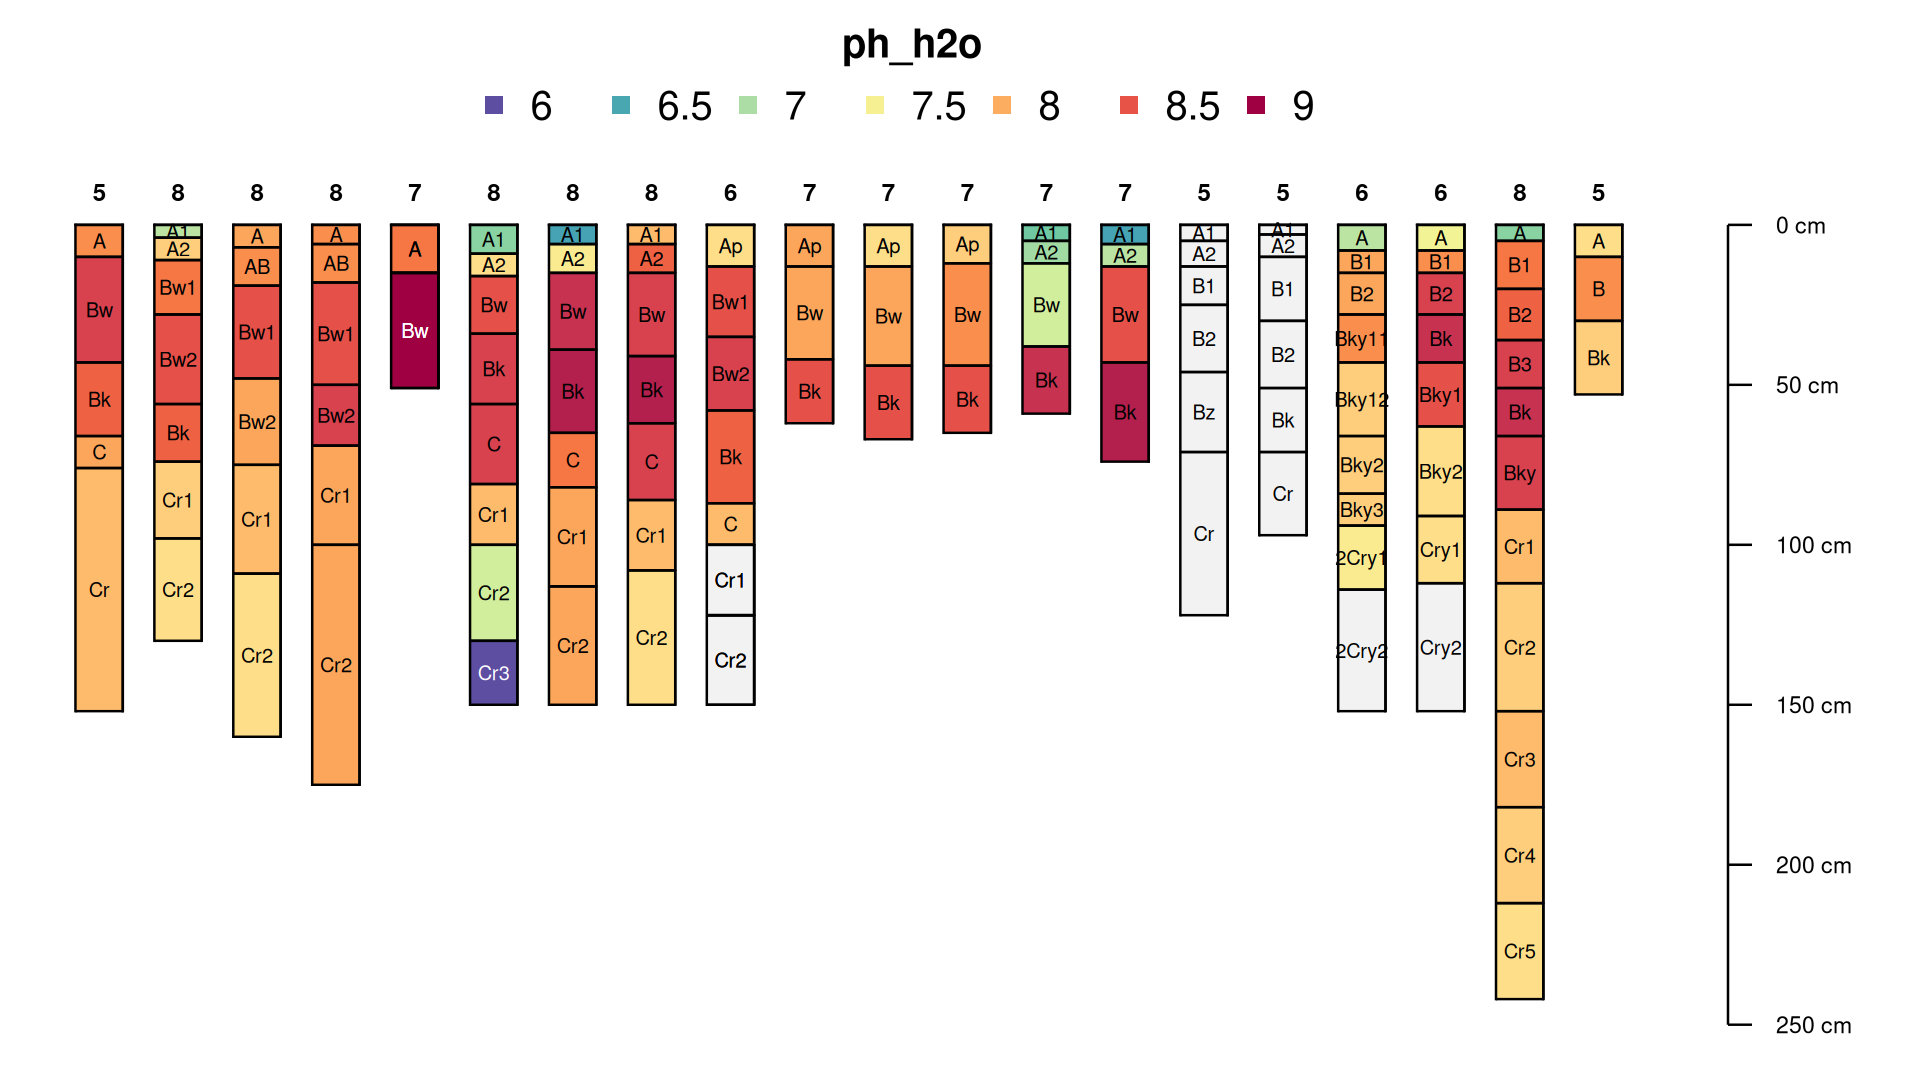 ph_h2o
6 6.5 7 7.5 8 8.5 9
5 8 8 8 7 8 8 8 6 7 7 7 7 7 5 5 6 6 8 5
A Bw Bk C Cr
A1 A2 Bw1 Bw2 Bk Cr1 Cr2
A AB Bw1 Bw2 Cr1 Cr2
A AB Bw1 Bw2 Cr1 Cr2
A Bw
A1 A2 Bw Bk C Cr1 Cr2 Cr3
A1 A2 Bw Bk C Cr1 Cr2
A1 A2 Bw Bk C Cr1 Cr2
Ap Bw1 Bw2 Bk C Cr1 Cr2
Ap Bw Bk
Ap Bw Bk
Ap Bw Bk
A1 A2 Bw Bk
A1 A2 Bw Bk
A1 A2 B1 B2 Bz Cr
A1 A2 B1 B2 Bk Cr
A B1 B2 Bky11 Bky12 Bky2 Bky3 2Cry1 2Cry2
A B1 B2 Bk Bky1 Bky2 Cry1 Cry2
A B1 B2 B3 Bk Bky Cr1 Cr2 Cr3 Cr4 Cr5
A B Bk
0 cm
50 cm
100 cm
150 cm
200 cm
250 cm